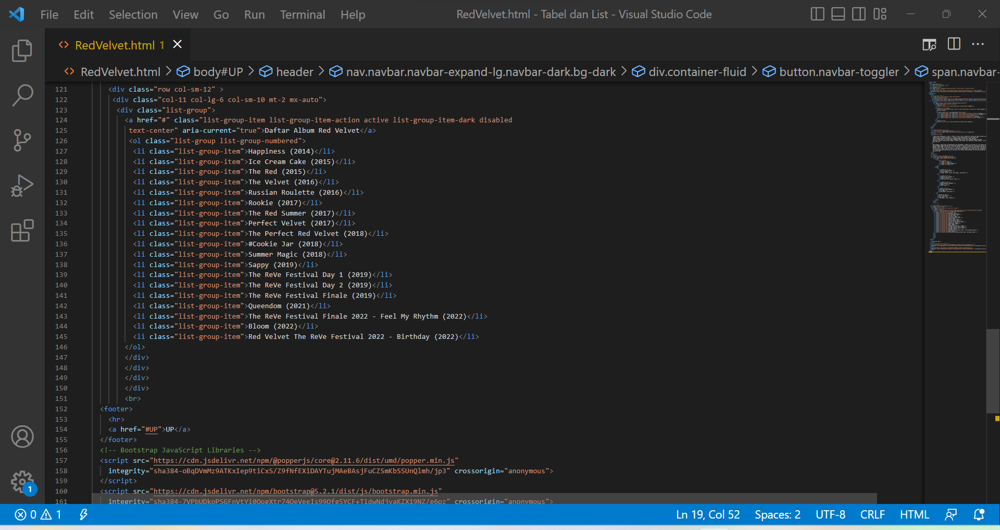 File Edit Selection View Go Run Terminal Help RedVelvet.html - Tabel dan List - Visual Studio Code
RedVelvet.html 1
RedVelvet.html > body#UP > header > nav.navbar.navbar-expand-lg.navbar-dark.bg-dark > div.container-fluid > button.navbar-toggler > span.navbar-
121 <div class="row col-sm-12" >
122 <div class="col-11 col-lg-6 col-sm-10 mt-2 mx-auto">
123 <div class="list-group">
124 <a href="#" class="list-group-item list-group-item-action active list-group-item-dark disabled
125 text-center" aria-current="true">Daftar Album Red Velvet</a>
126 <ol class="list-group list-group-numbered">
127 <li class="list-group-item">Happiness (2014)</li>
128 <li class="list-group-item">Ice Cream Cake (2015)</li>
129 <li class="list-group-item">The Red (2015)</li>
130 <li class="list-group-item">The Velvet (2016)</li>
131 <li class="list-group-item">Russian Roulette (2016)</li>
132 <li class="list-group-item">Rookie (2017)</li>
133 <li class="list-group-item">The Red Summer (2017)</li>
134 <li class="list-group-item">Perfect Velvet (2017)</li>
135 <li class="list-group-item">The Perfect Red Velvet (2018)</li>
136 <li class="list-group-item">#Cookie Jar (2018)</li>
137 <li class="list-group-item">Summer Magic (2018)</li>
138 <li class="list-group-item">Sappy (2019)</li>
139 <li class="list-group-item">The ReVe Festival Day 1 (2019)</li>
140 <li class="list-group-item">The ReVe Festival Day 2 (2019)</li>
141 <li class="list-group-item">The ReVe Festival Finale (2019)</li>
142 <li class="list-group-item">Queendom (2021)</li>
143 <li class="list-group-item">The ReVe Festival Finale 2022 - Feel My Rhythm (2022)</li>
144 <li class="list-group-item">Bloom (2022)</li>
145 <li class="list-group-item">Red Velvet The ReVe Festival 2022 - Birthday (2022)</li>
146 </ol>
147 </div>
148 </div>
149 </div>
150 </div>
151 <br>
152 <footer>
153 <hr>
154 <a href="#UP">UP</a>
155 </footer>
156 <!-- Bootstrap JavaScript Libraries -->
157 <script src="https://cdn.jsdelivr.net/npm/@popperjs/core@2.11.6/dist/umd/popper.min.js"
158 integrity="sha384-oBqDVmMz9ATKxIep9tiCxS/Z9fNfEXiDAYTujMAeBAsjFuCZSmKbSSUnQlmh/jp3" crossorigin="anonymous">
159 </script>
160 <script src="https://cdn.jsdelivr.net/npm/bootstrap@5.2.1/dist/js/bootstrap.min.js"
161 integrity="sha384-7VPbUDkoPSGFnVtYi0QogXtr74QeVeeIs99Qfg5YCF+TidwNdjvaKZX19NZ/e6oz" crossorigin="anonymous">
1
0 1 Ln 19, Col 52 Spaces: 2 UTF-8 CRLF HTML